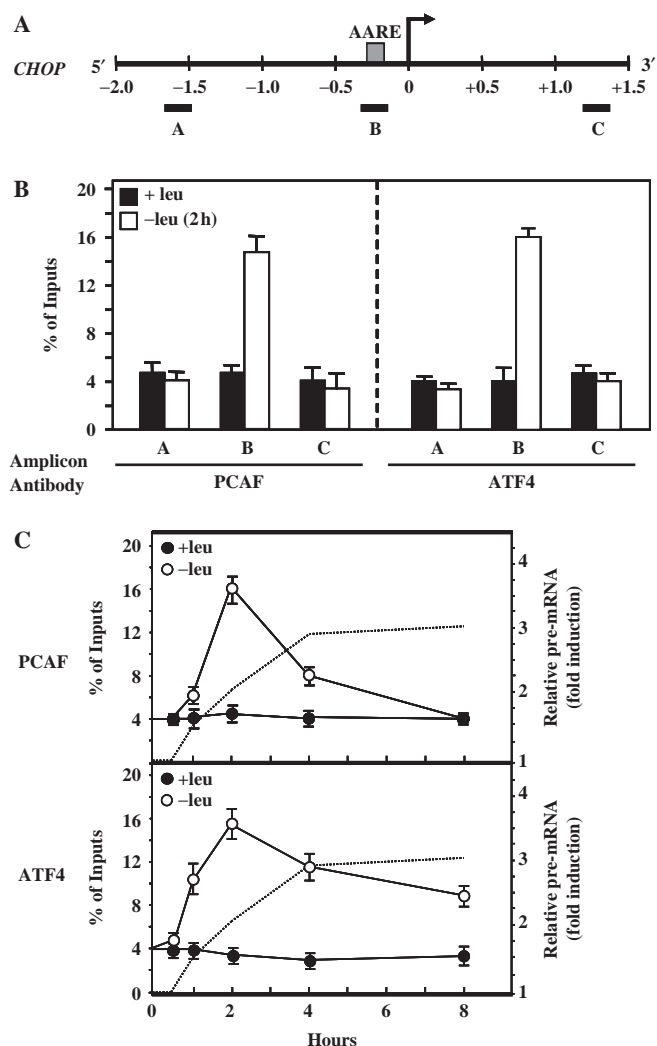 A
AARE
CHOP 5′ 3′
−2.0 −1.5 −1.0 −0.5 0 +0.5 +1.0 +1.5
A B C
B
+ leu
−leu (2h)
% of Inputs
20
16
12
8
4
0
Amplicon A B C A B C
Antibody PCAF ATF4
C
PCAF
+leu
−leu
% of Inputs
20
16
12
8
4
Relative pre-mRNA
(fold induction)
4
3
2
1
ATF4
+leu
−leu
% of Inputs
20
16
12
8
4
0
Relative pre-mRNA
(fold induction)
4
3
2
1
0 2 4 6 8
Hours